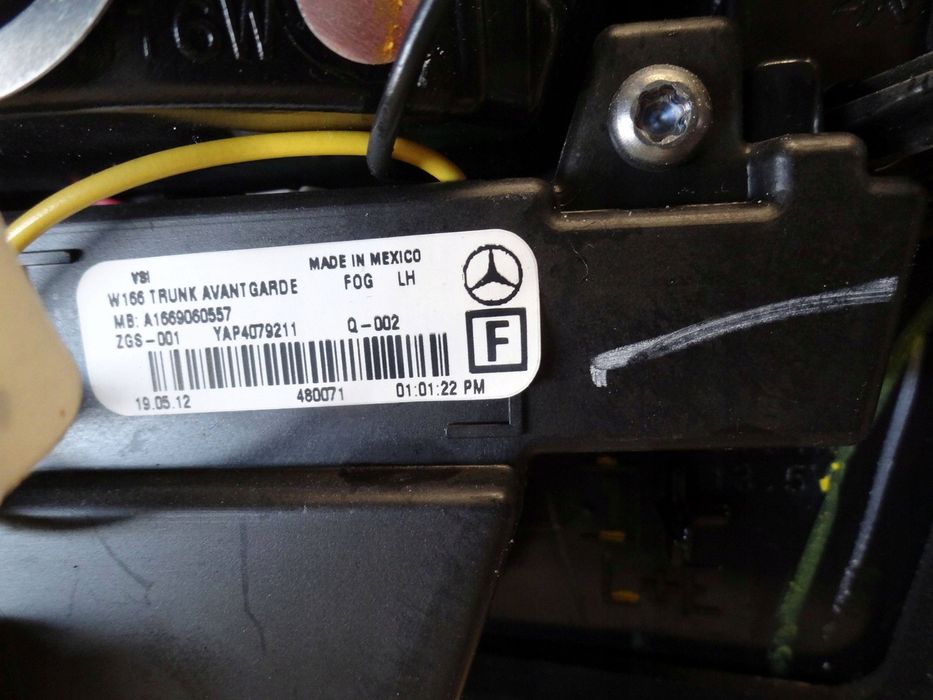 VSI
MADE IN MEXICO
W166 TRUNK AVANTGARDE
FOG LH
MB: A1669060557
ZGS-001 YAP4079211 Q-002
F
19.05.12 480071 01:01:22 PM